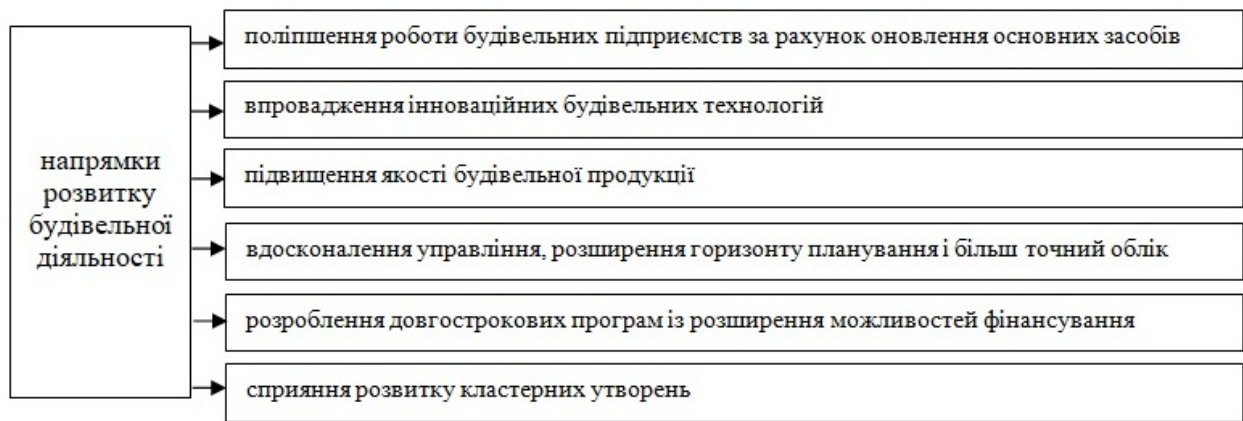 напрямки
розвитку
будівельної
діяльності
поліпшення роботи будівельних підприємств за рахунок оновлення основних засобів
впровадження інноваційних будівельних технологій
підвищення якості будівельної продукції
вдосконалення управління, розширення горизонту планування і більш точний облік
розроблення довгострокових програм із розширення можливостей фінансування
сприяння розвитку кластерних утворень